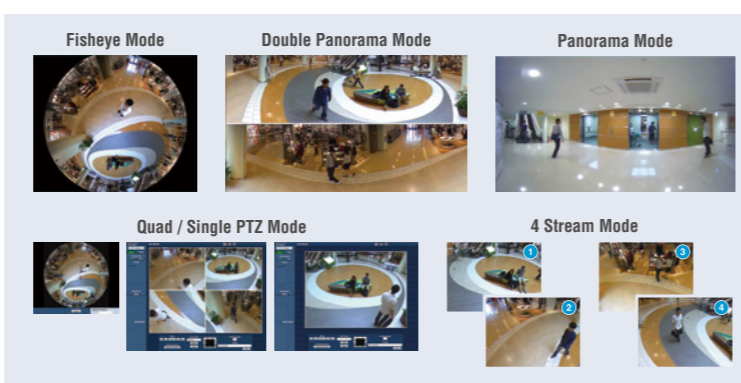 Fisheye Mode
Double Panorama Mode
Panorama Mode
Quad / Single PTZ Mode
4 Stream Mode
1
3
2
4